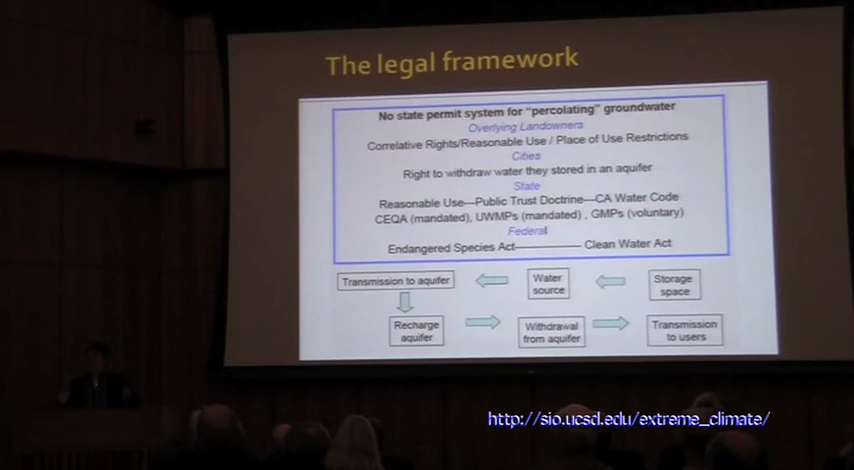 The legal framework
No state permit system for "percolating" groundwater
Overlying Landowners
Correlative Rights/Reasonable Use / Place of Use Restrictions
Cities
Right to withdraw water they stored in an aquifer
State
Reasonable Use—Public Trust Doctrine—CA Water Code
CEQA (mandated), UWMPs (mandated) , GMPs (voluntary)
Federal
Endangered Species Act————— Clean Water Act
Transmission to aquifer
Water
source
Storage
space
Recharge
aquifer
Withdrawal
from aquifer
Transmission
to users
http://sio.ucsd.edu/extreme_climate/